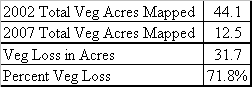 2002 Total Veg Acres Mapped 44.1
2007 Total Veg Acres Mapped 12.5
Veg Loss in Acres 31.7
Percent Veg Loss 71.8%